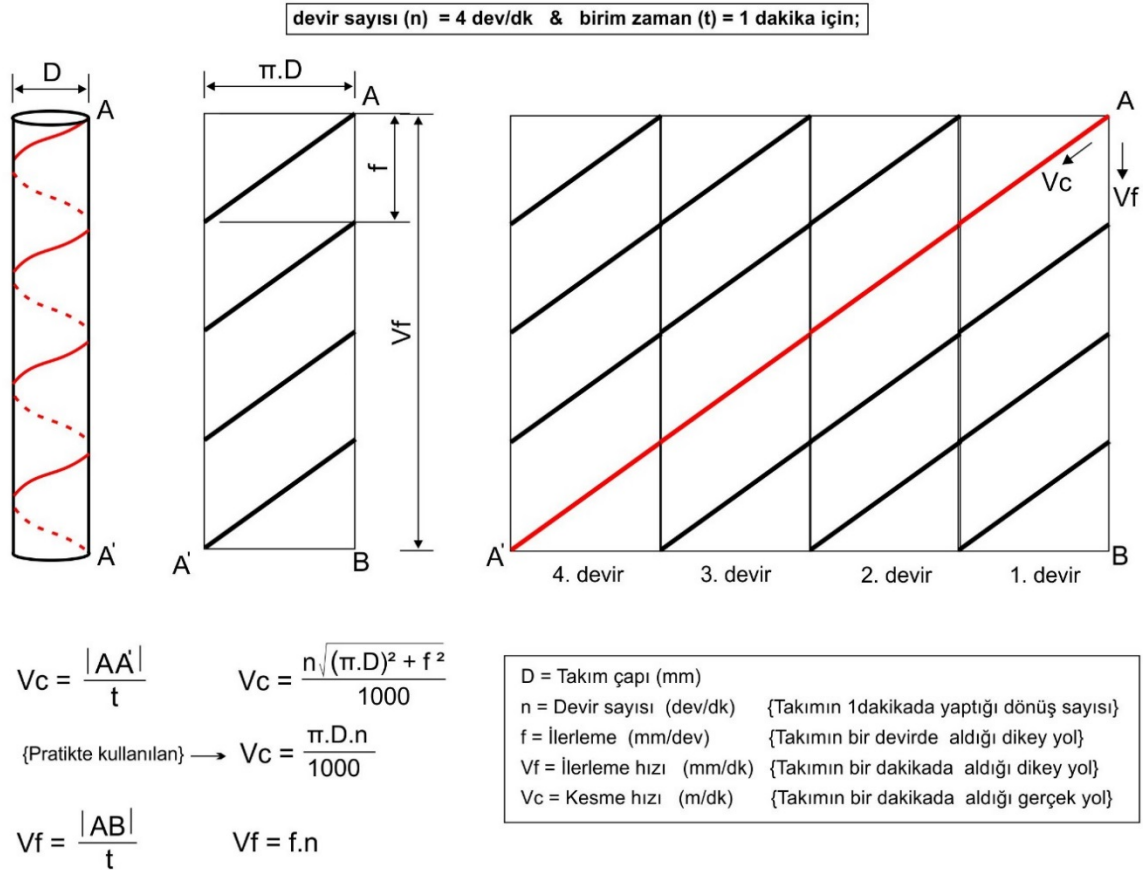 devir sayısı (n) = 4 dev/dk & birim zaman (t) = 1 dakika için;
D
A
A'
π.D
A
f
Vf
A'
B
A
Vc
Vf
A'
B
4. devir
3. devir
2. devir
1. devir
Vc = |AA'| / t
Vc = n√((π.D)² + f ²) / 1000
{Pratikte kullanılan} → Vc = π.D.n / 1000
Vf = |AB| / t
Vf = f.n
D = Takım çapı (mm)
n = Devir sayısı (dev/dk) {Takımın 1dakikada yaptığı dönüş sayısı}
f = İlerleme (mm/dev) {Takımın bir devirde aldığı dikey yol}
Vf = İlerleme hızı (mm/dk) {Takımın bir dakikada aldığı dikey yol}
Vc = Kesme hızı (m/dk) {Takımın bir dakikada aldığı gerçek yol}